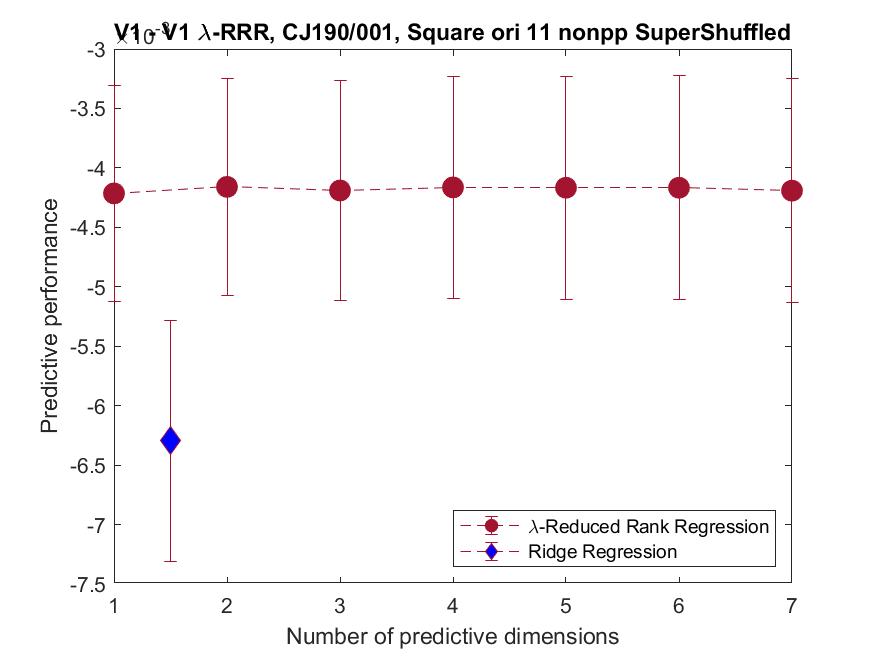 V1 - V1 λ-RRR, CJ190/001, Square ori 11 nonpp SuperShuffled
×10⁻³
-3
-3.5
-4
-4.5
-5
-5.5
-6
-6.5
-7
-7.5
Predictive performance
1 2 3 4 5 6 7
Number of predictive dimensions
λ-Reduced Rank Regression
Ridge Regression